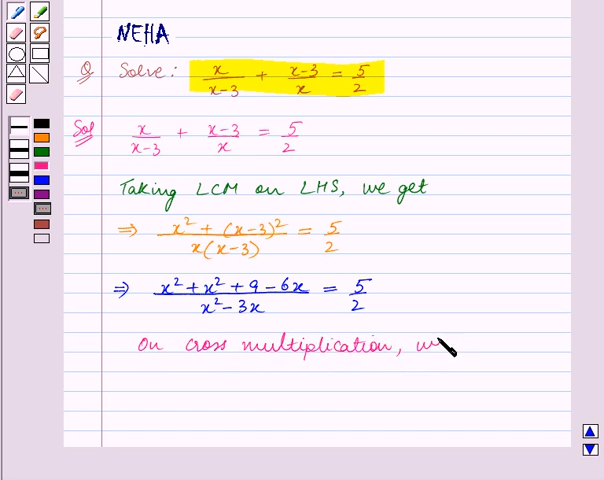 NEHA
Q Solve: x/(x-3) + (x-3)/x = 5/2
Sol x/(x-3) + (x-3)/x = 5/2
Taking LCM on LHS, we get
⇒ (x² + (x-3)²)/(x(x-3)) = 5/2
⇒ (x² + x² + 9 - 6x)/(x² - 3x) = 5/2
On cross multiplication,